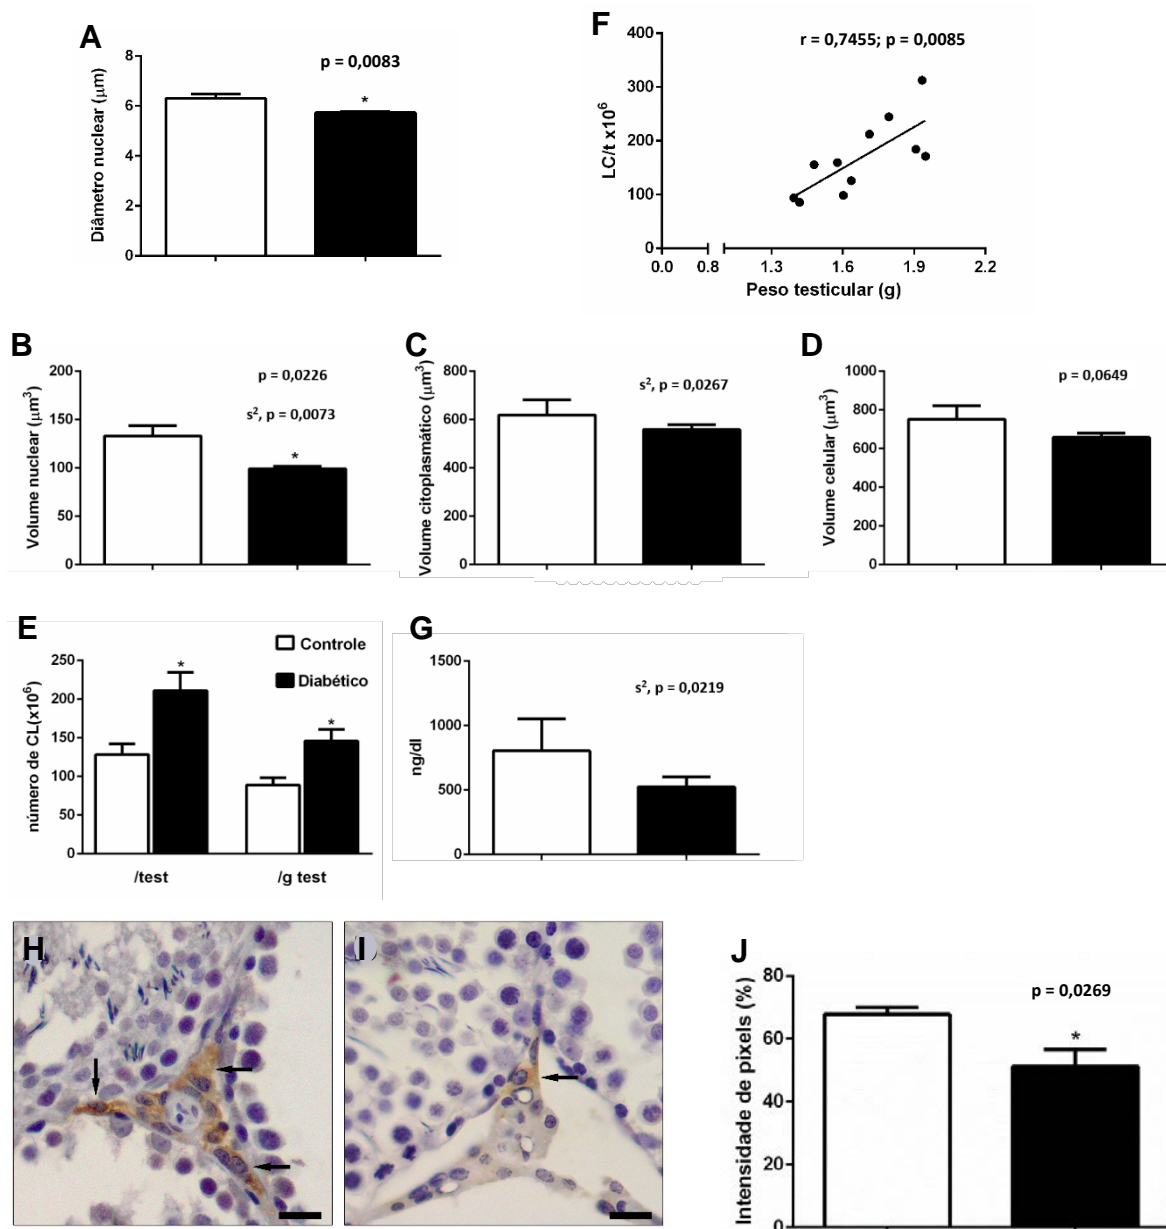 A
p = 0,0083
*
Diâmetro nuclear (μm)
8
6
4
2
0
F
r = 0,7455; p = 0,0085
LC/t x10⁶
400
300
200
100
0
0.0 0.8 1.3 1.6 1.9 2.2
Peso testicular (g)
B
p = 0,0226
s², p = 0,0073
*
Volume nuclear (μm³)
200
150
100
50
0
C
s², p = 0,0267
Volume citoplasmático (μm³)
800
600
400
200
0
D
p = 0,0649
Volume celular (μm³)
1000
800
600
400
200
0
E
Controle
Diabético
número de CL(x10⁶)
250
200
150
100
50
0
*
*
/test /g test
G
s², p = 0,0219
ng/dl
1500
1000
500
0
H
I
J
p = 0,0269
*
Intensidade de pixels (%)
80
60
40
20
0